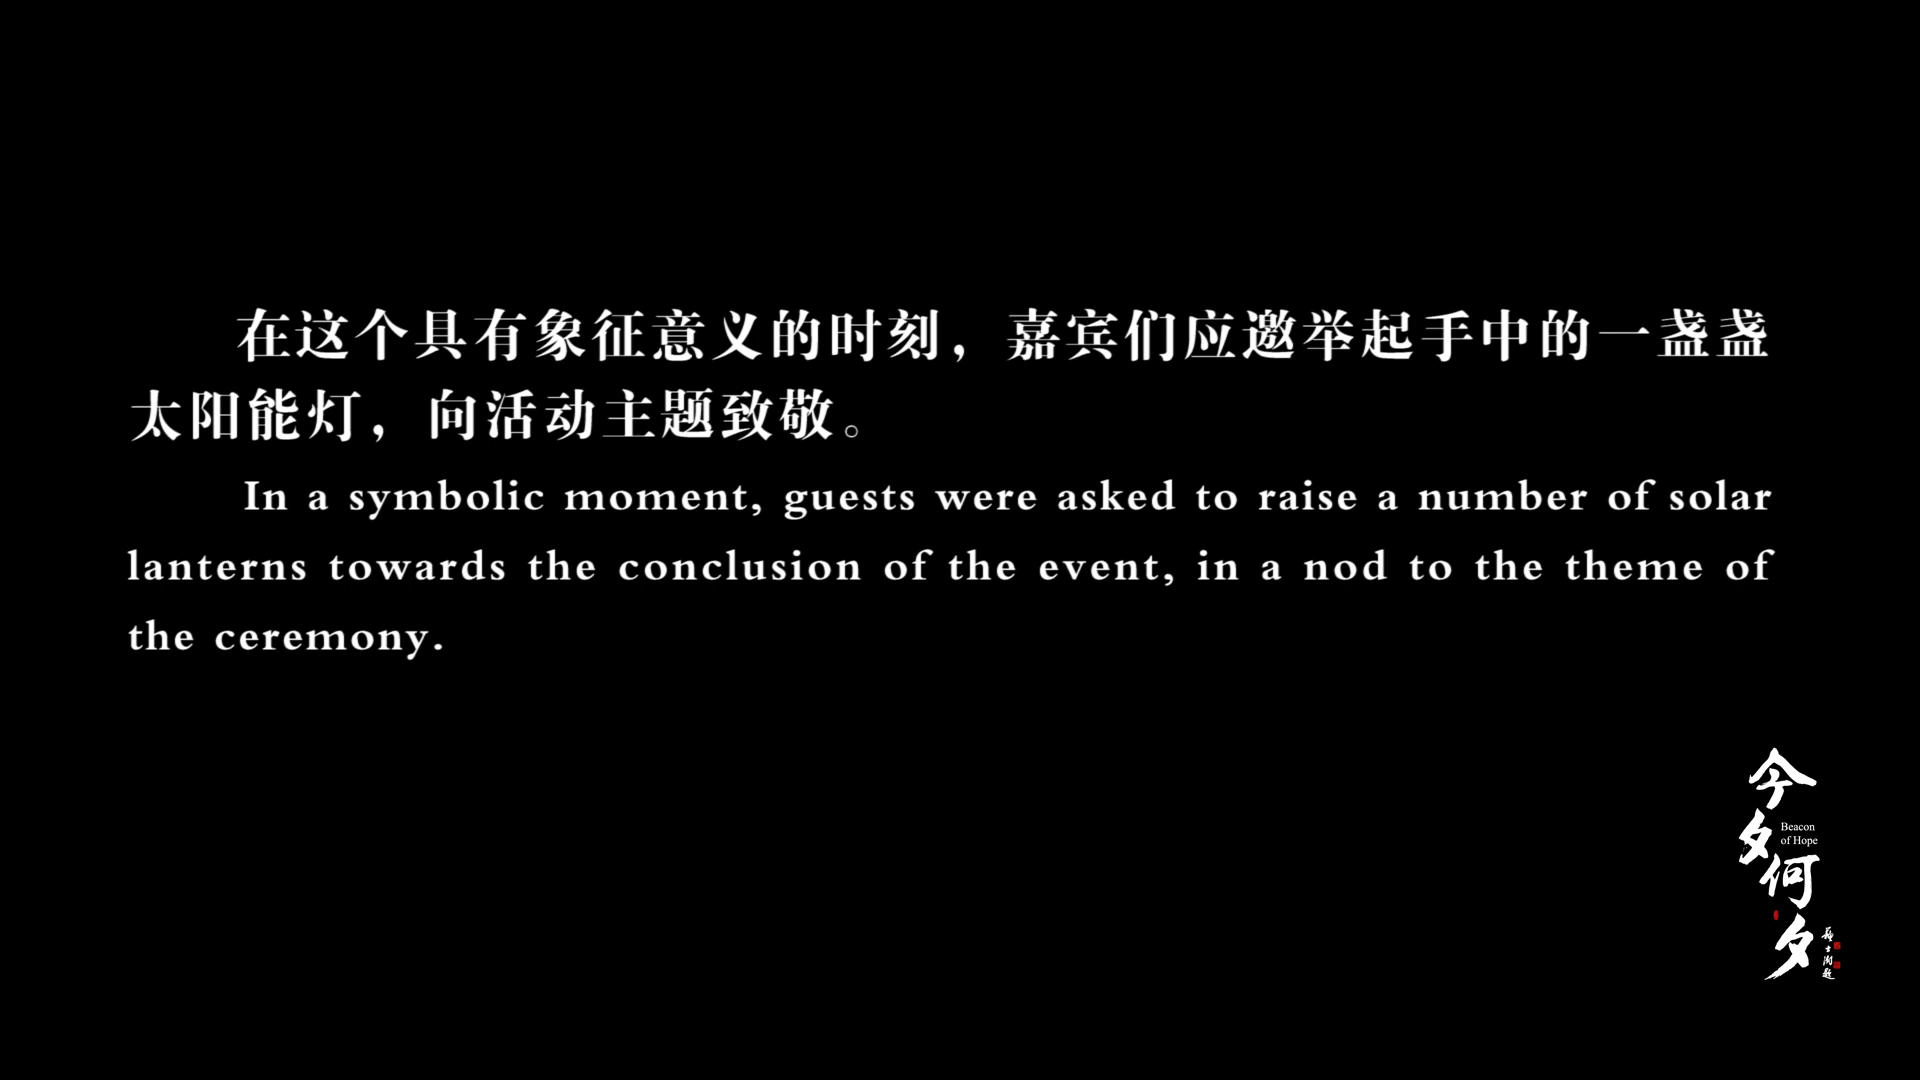 在这个具有象征意义的时刻，嘉宾们应邀举起手中的一盏盏
太阳能灯，向活动主题致敬。
In a symbolic moment, guests were asked to raise a number of solar
lanterns towards the conclusion of the event, in a nod to the theme of
the ceremony.
今夕何夕
Beacon
of Hope